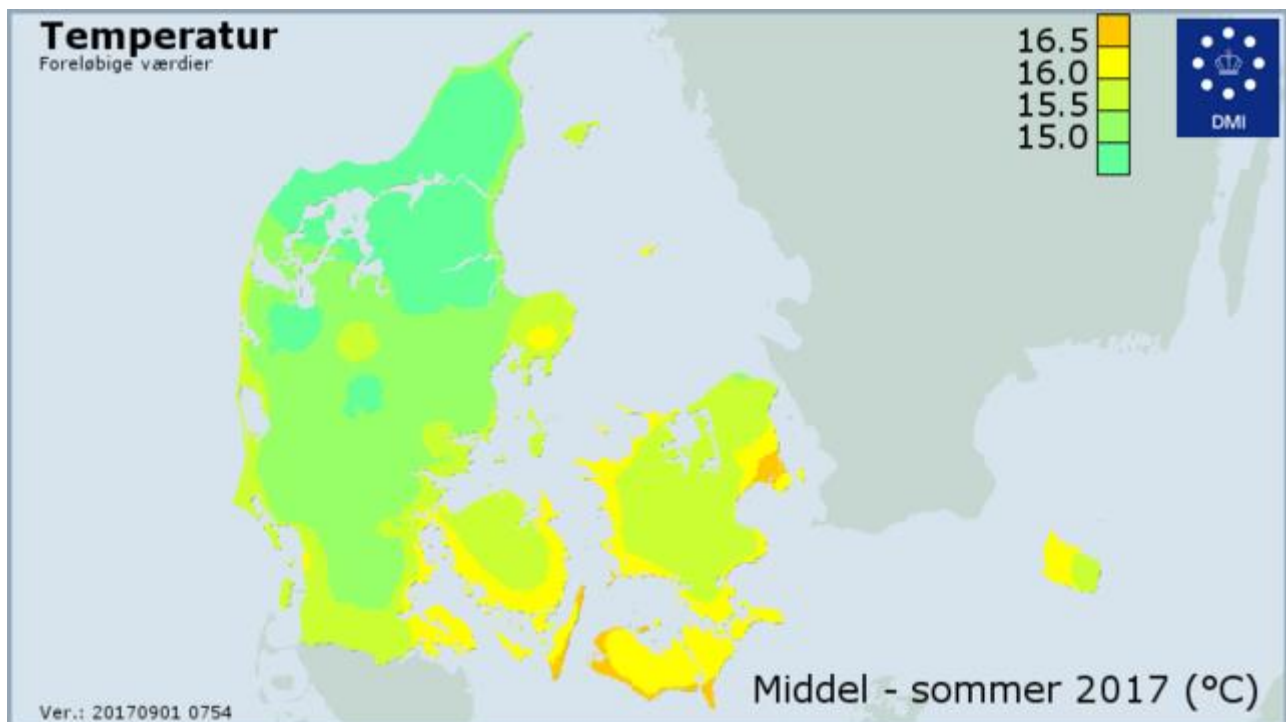 Temperatur
Foreløbige værdier
16.5
16.0
15.5
15.0
DMI
Middel - sommer 2017 (°C)
Ver.: 20170901 0754